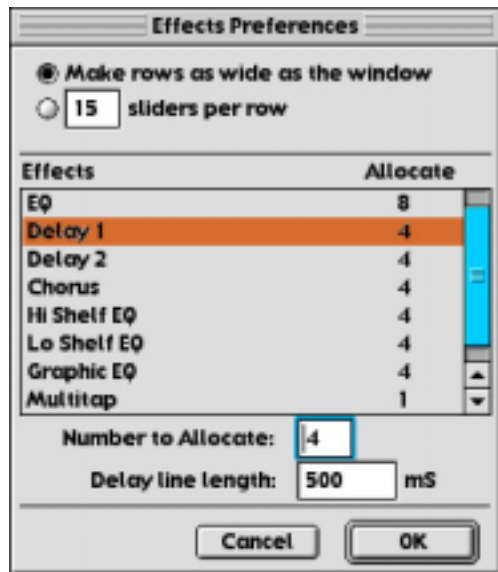 Effects Preferences
Make rows as wide as the window
15 sliders per row
Effects Allocate
EQ 8
Delay 1 4
Delay 2 4
Chorus 4
Hi Shelf EQ 4
Lo Shelf EQ 4
Graphic EQ 4
Multitap 1
Number to Allocate: 4
Delay line length: 500 mS
Cancel OK